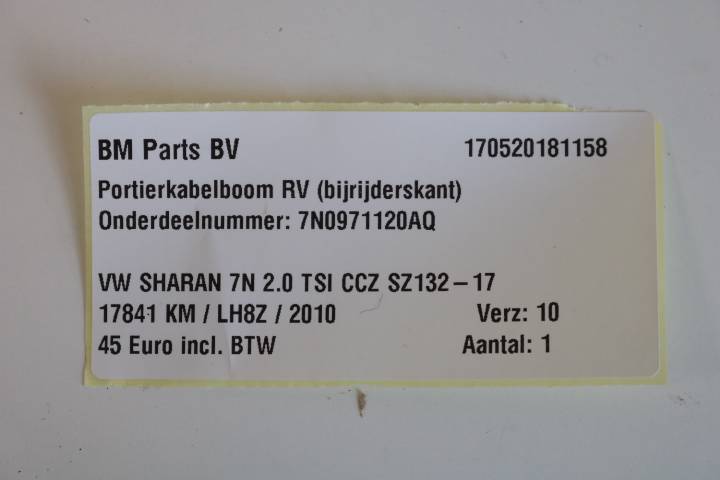 BM Parts BV 170520181158
Portierkabelboom RV (bijrijderskant)
Onderdeelnummer: 7N0971120AQ
VW SHARAN 7N 2.0 TSI CCZ SZ132-17
17841 KM / LH8Z / 2010 Verz: 10
45 Euro incl. BTW Aantal: 1